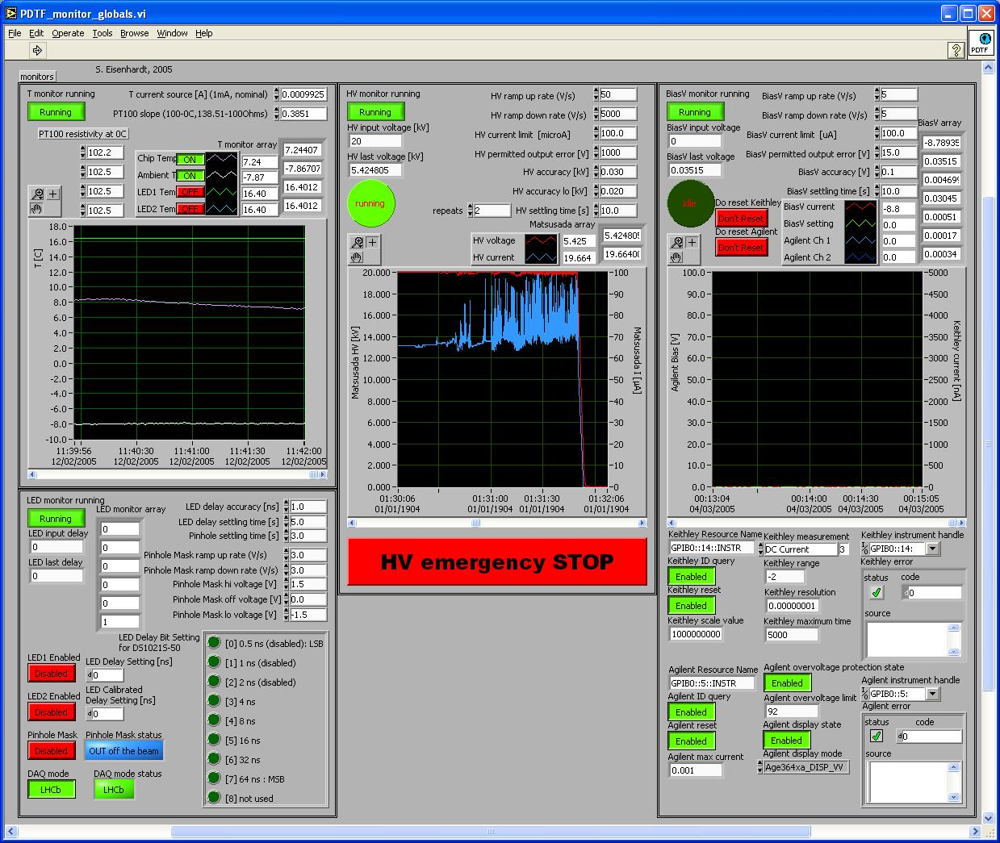 PDTF_monitor_globals.vi
File Edit Operate Tools Browse Window Help
PDTF
S. Eisenhardt, 2005
monitors
T monitor running
Running
T current source [A] (1mA, nominal) 0.0009925
PT100 slope (100-0C,138.51-100Ohms) 0.3851
PT100 resistivity at 0C
102.2
102.5
102.5
102.5
T monitor array
Chip Temp ON 7.24 7.24407
Ambient T ON -7.87 -7.86707
LED1 Tem OFF 16.40 16.4012
LED2 Tem OFF 16.40 16.4012
T [C]
18.0
16.0
14.0
12.0
10.0
8.0
6.0
4.0
2.0
0.0
-2.0
-4.0
-6.0
-8.0
-10.0
11:39:56 11:40:30 11:41:00 11:41:30 11:42:00
12/02/2005 12/02/2005 12/02/2005 12/02/2005 12/02/2005
LED monitor running
Running
LED input delay
0
LED last delay
0
LED monitor array
0
0
0
0
0
1
LED delay accuracy [ns] 1.0
LED delay settling time [s] 5.0
Pinhole settling time [s] 3.0
Pinhole Mask ramp up rate (V/s) 3.0
Pinhole Mask ramp down rate (V/s) 3.0
Pinhole Mask hi voltage [V] 1.5
Pinhole Mask off voltage [V] 0.0
Pinhole Mask lo voltage [V] -1.5
LED Delay Bit Setting
for DS1021S-50
[0] 0.5 ns (disabled): LSB
[1] 1 ns (disabled)
[2] 2 ns (disabled)
[3] 4 ns
[4] 8 ns
[5] 16 ns
[6] 32 ns
[7] 64 ns : MSB
[8] not used
LED1 Enabled
Disabled
LED Delay Setting [ns]
d 0
LED2 Enabled
Disabled
LED Calibrated
Delay Setting [ns]
d 0
Pinhole Mask
Disabled
Pinhole Mask status
OUT off the beam
DAQ mode
LHCb
DAQ mode status
LHCb
HV monitor running
Running
HV input voltage [kV]
20
HV last voltage [kV]
5.424805
running
HV ramp up rate (V/s) 50
HV ramp down rate (V/s) 5000
HV current limit [microA] 100.0
HV permitted output error [V] 1000
HV accuracy [kV] 0.030
HV accuracy lo [kV] 0.020
repeats 2 HV settling time [s] 10.0
Matsusada array
HV voltage 5.425 5.424805
HV current 19.664 19.66400
Matsusada HV [kV]
20.000
18.000
16.000
14.000
12.000
10.000
8.000
6.000
4.000
2.000
0.000
Matsusada I [µA]
100
90
80
70
60
50
40
30
20
10
0
01:30:06 01:31:00 01:31:30 01:32:06
01/01/1904 01/01/1904 01/01/1904 01/01/1904
HV emergency STOP
BiasV monitor running
Running
BiasV input voltage
0
BiasV last voltage
0.03515
idle
BiasV ramp up rate (V/s) 5
BiasV ramp down rate (V/s) 5
BiasV current limit [uA] 100.0
BiasV permitted output error [V] 15.0
BiasV accuracy [V] 0.1
BiasV settling time [s] 10.0
BiasV array
-8.78935
0.03515
0.00469
0.03045
0.00051
0.00017
0.00034
Do reset Keithley
Don't Reset
Do reset Agilent
Don't Reset
BiasV current -8.8
BiasV setting 0.0
Agilent Ch 1 0.0
Agilent Ch 2 0.0
Agilent Bias [V]
100.0
90.0
80.0
70.0
60.0
50.0
40.0
30.0
20.0
10.0
0.0
Keithley current [nA]
5000
4500
4000
3500
3000
2500
2000
1500
1000
500
0
00:13:04 00:14:00 00:14:30 00:15:05
04/03/2005 04/03/2005 04/03/2005 04/03/2005
Keithley Resource Name
GPIB0::14::INSTR
Keithley measurement
DC Current 3
Keithley instrument handle
GPIB0::14:
Keithley ID query
Enabled
Keithley range
-2
Keithley error
status code
d 0
source
Keithley reset
Enabled
Keithley resolution
0.00000001
Keithley scale value
1000000000
Keithley maximum time
5000
Agilent Resource Name
GPIB0::5::INSTR
Agilent overvoltage protection state
Enabled
Agilent instrument handle
GPIB0::5:
Agilent ID query
Enabled
Agilent overvoltage limit
92
Agilent error
status code
d 0
source
Agilent reset
Enabled
Agilent display state
Enabled
Agilent max current
0.001
Agilent display mode
Age364xa_DISP_VV